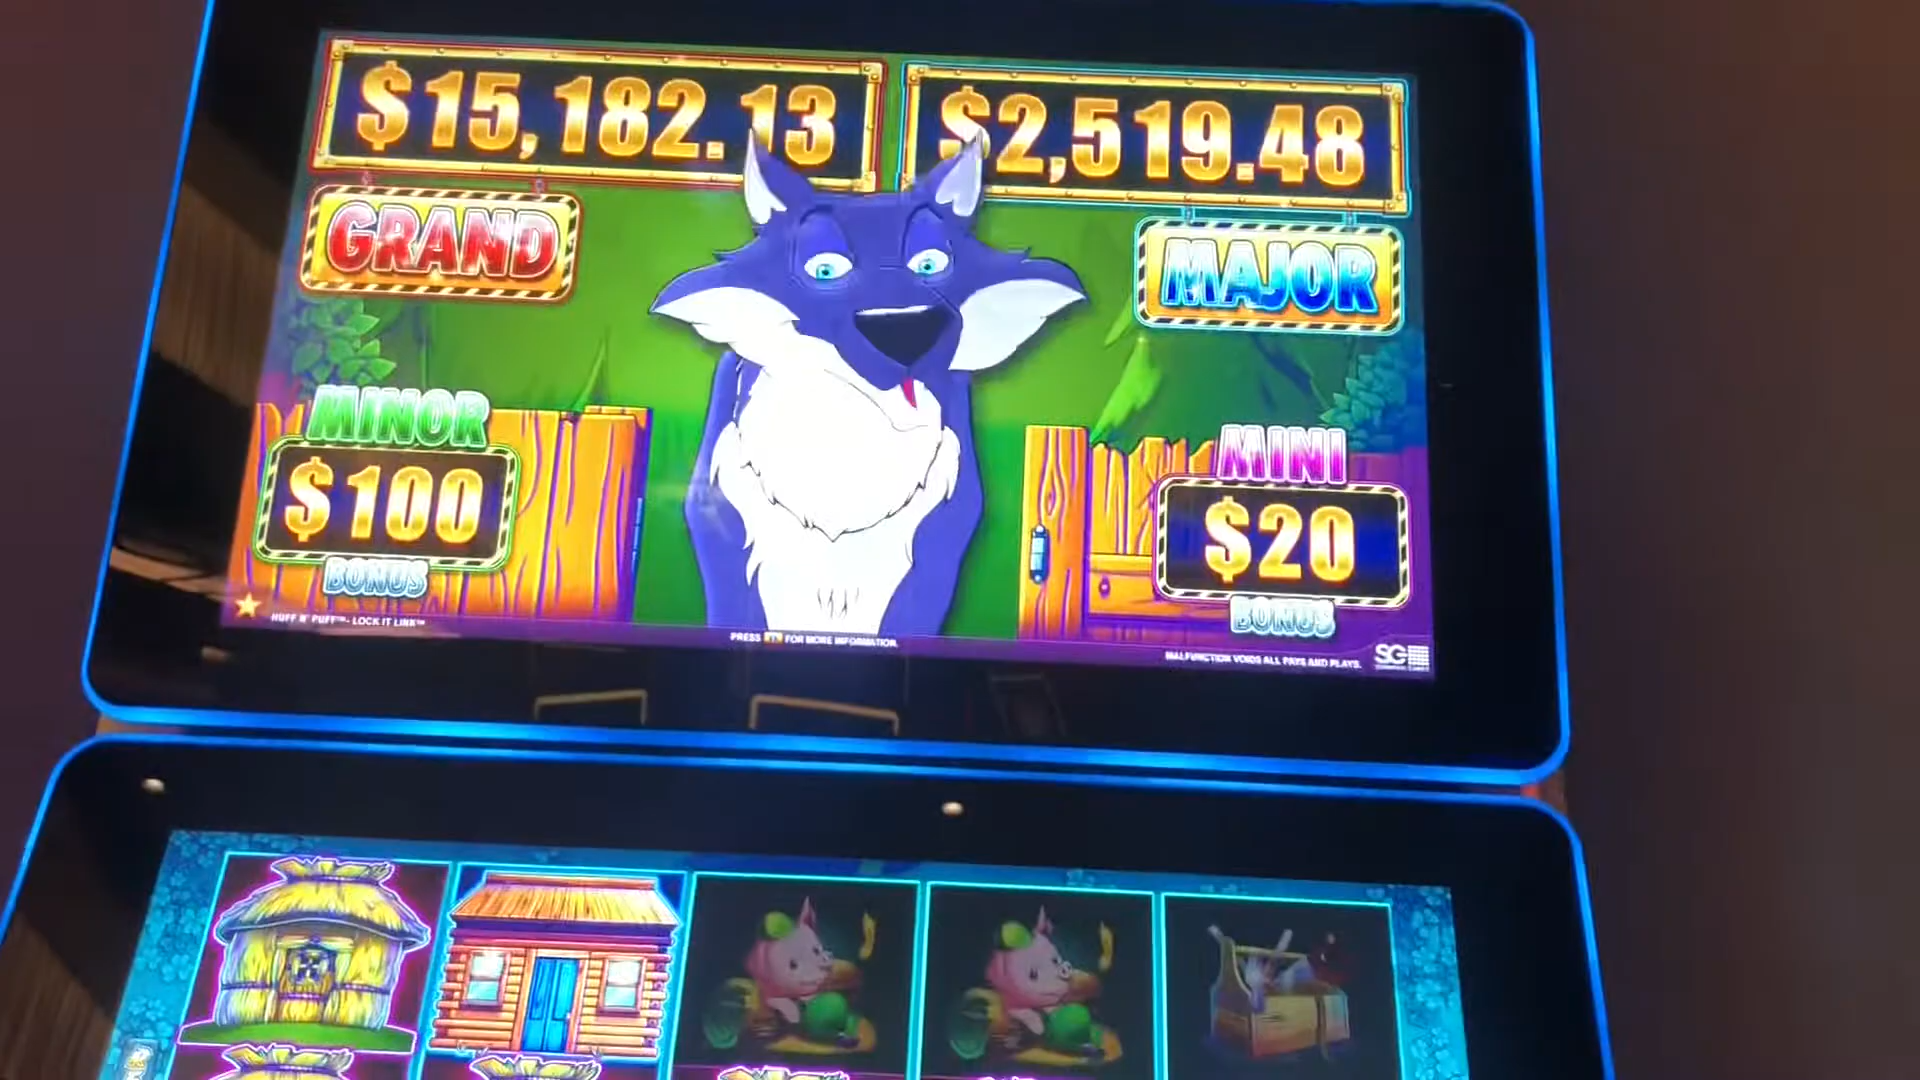 $15,182.13
$2,519.48
GRAND
MAJOR
MINOR
$100
BONUS
MINI
$20
BONUS
HUFF N' PUFF™- LOCK IT LINK™
PRESS FOR MORE INFORMATION.
MALFUNCTION VOIDS ALL PAYS AND PLAYS.
SG